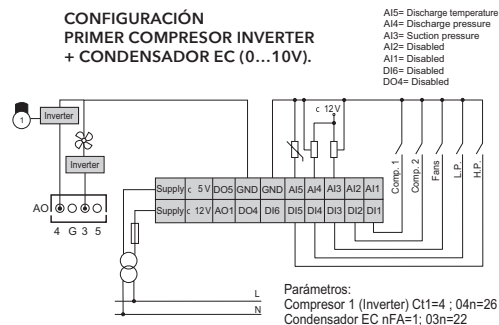 CONFIGURACIÓN
PRIMER COMPRESOR INVERTER
+ CONDENSADOR EC (0...10V).
AI5= Discharge temperature
AI4= Discharge pressure
AI3= Suction pressure
AI2= Disabled
AI1= Disabled
DI6= Disabled
DO4= Disabled
c 12V
1
Inverter
Inverter
AO
4 G 3 5
Supply c 5V DO5 GND GND AI5 AI4 AI3 AI2 AI1
Supply c 12V AO1 DO4 DI6 DI5 DI4 DI3 DI2 DI1
Comp. 1
Comp. 2
Fans
L.P.
H.P.
L
N
Parámetros:
Compresor 1 (Inverter) Ct1=4 ; 04n=26
Condensador EC nFA=1; 03n=22